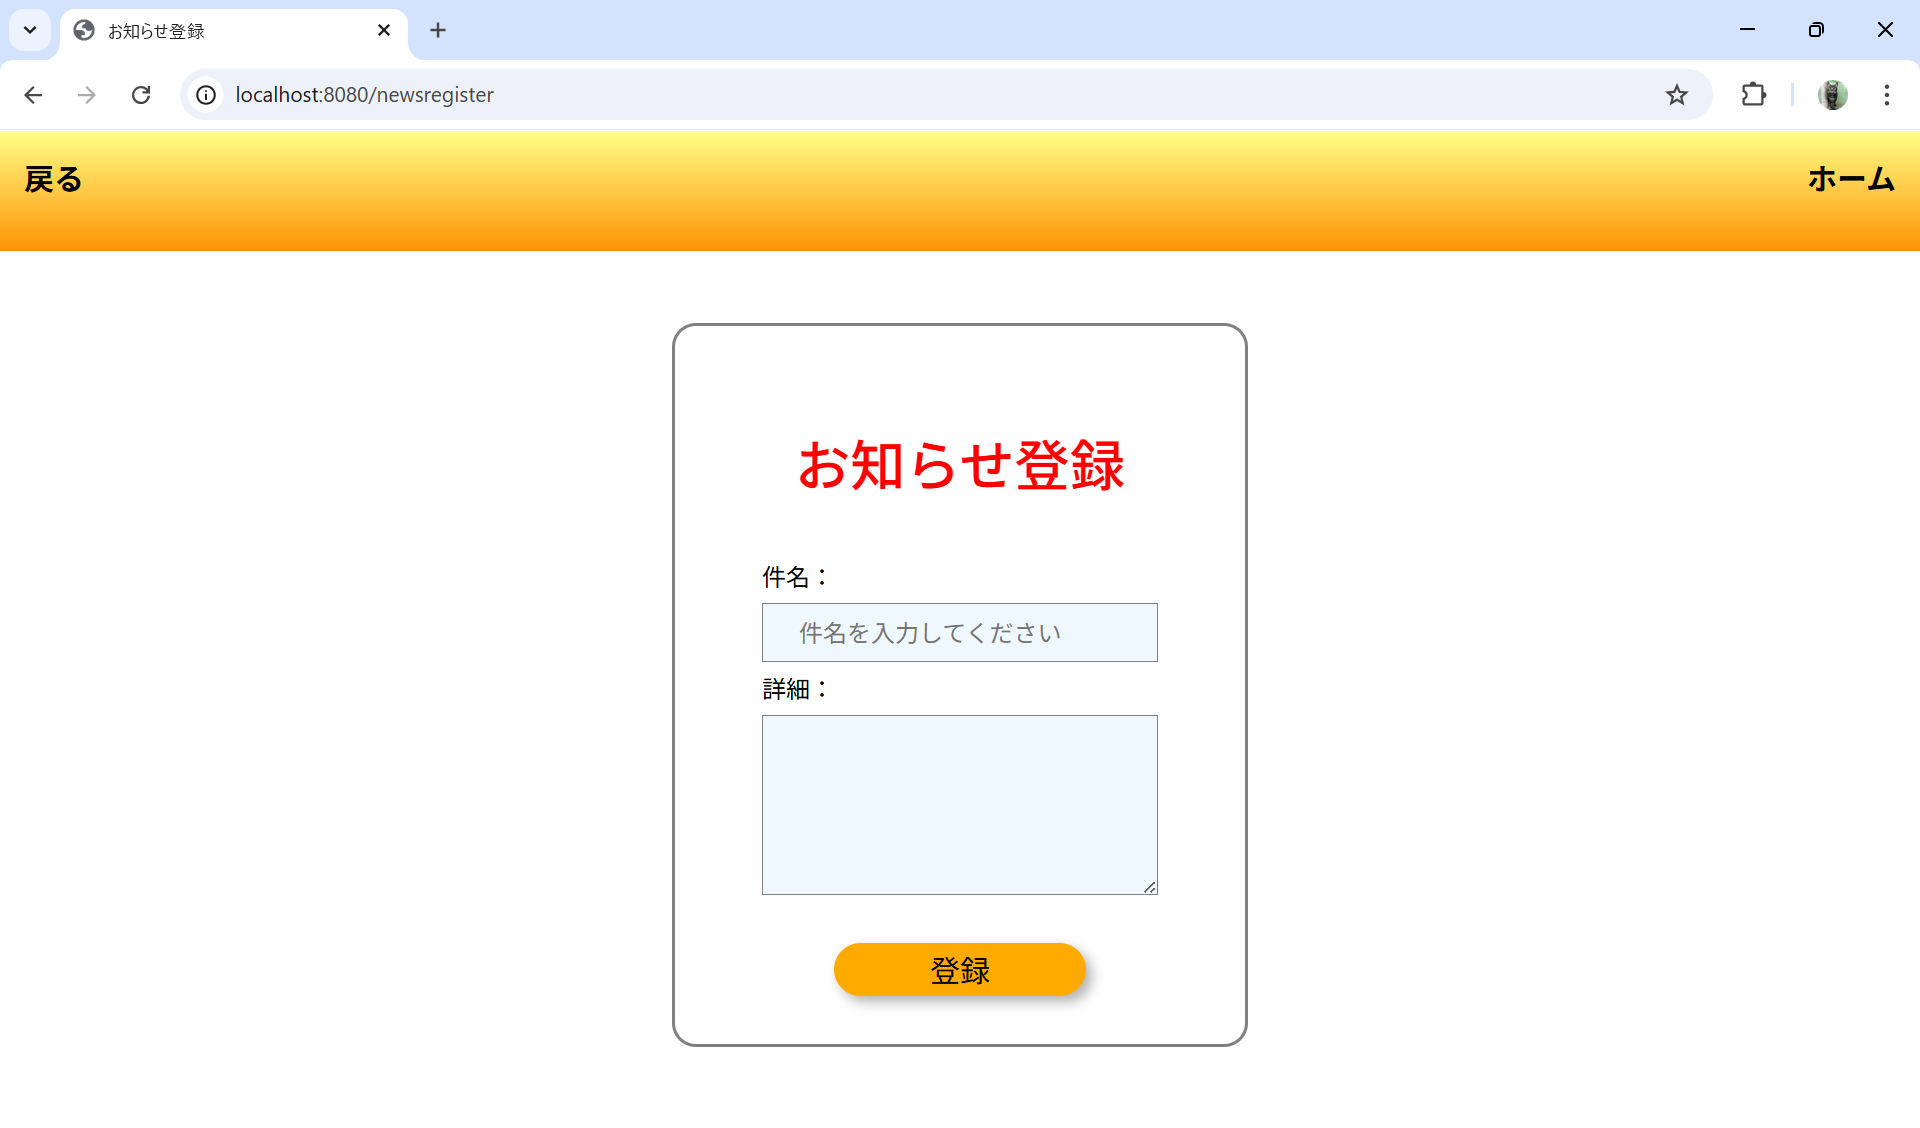 お知らせ登録
localhost:8080/newsregister
戻る
ホーム
お知らせ登録
件名：
件名を入力してください
詳細：
登録